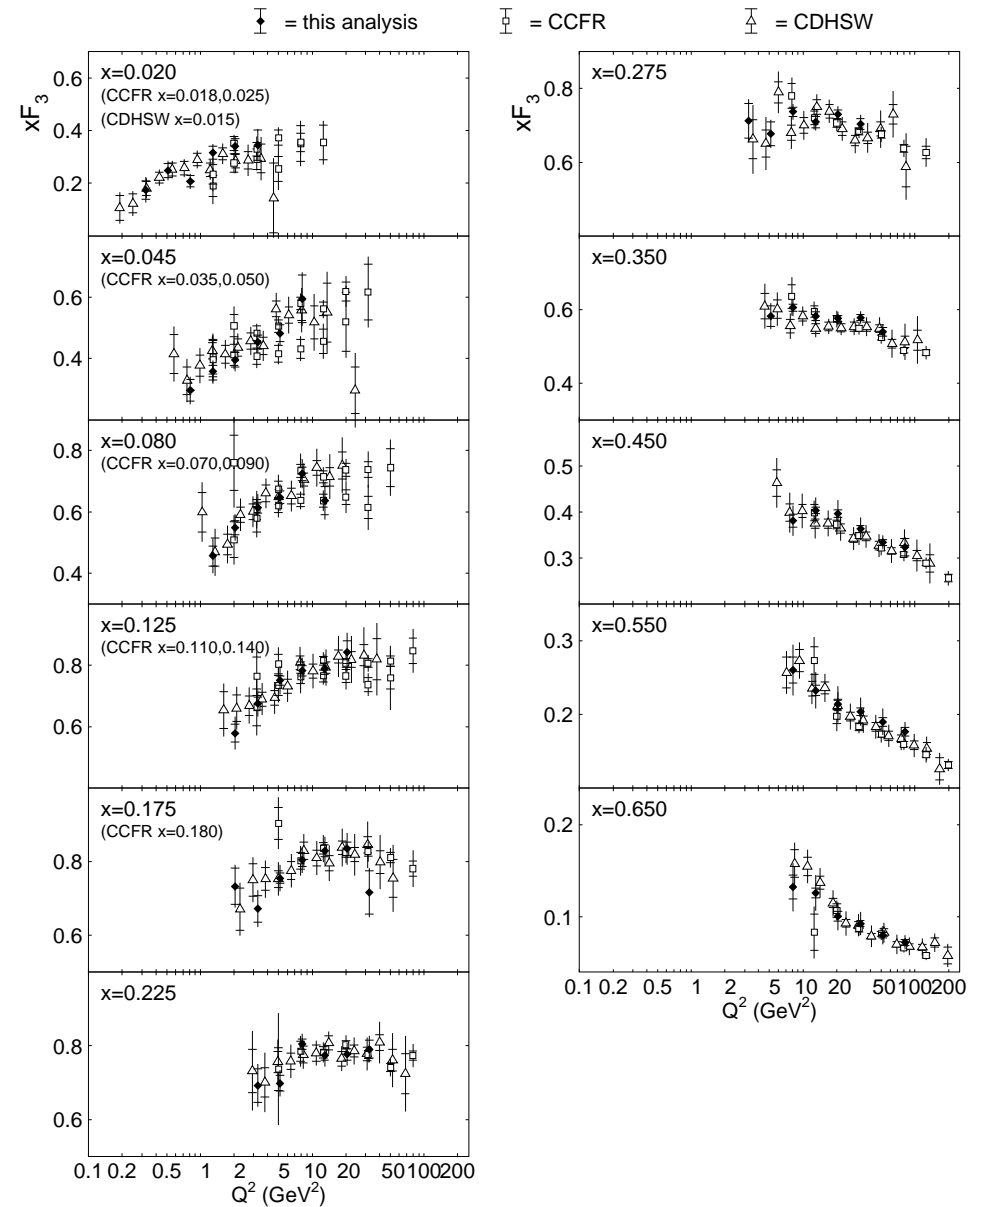 = this analysis = CCFR = CDHSW
xF3
x=0.020
(CCFR x=0.018,0.025)
(CDHSW x=0.015)
0.6
0.4
0.2
x=0.045
(CCFR x=0.035,0.050)
0.6
0.4
x=0.080
(CCFR x=0.070,0.090)
0.8
0.6
0.4
x=0.125
(CCFR x=0.110,0.140)
0.8
0.6
x=0.175
(CCFR x=0.180)
0.8
0.6
x=0.225
0.8
0.6
0.1 0.2 0.5 1 2 5 10 20 50 100 200
Q² (GeV²)
xF3
x=0.275
0.8
0.6
x=0.350
0.6
0.4
x=0.450
0.5
0.4
0.3
x=0.550
0.3
0.2
x=0.650
0.2
0.1
0.1 0.2 0.5 1 2 5 10 20 50 100 200
Q² (GeV²)